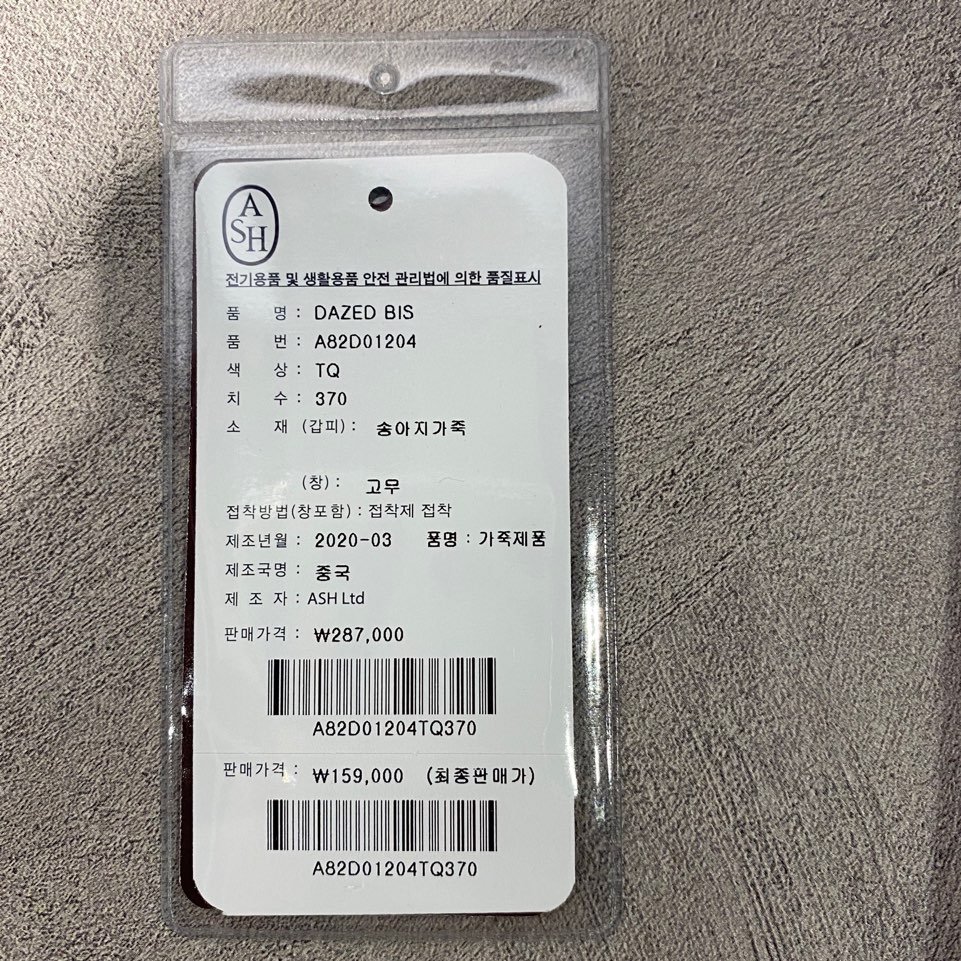 A
SH
전기용품 및 생활용품 안전 관리법에 의한 품질표시
품 명 : DAZED BIS
품 번 : A82D01204
색 상 : TQ
치 수 : 370
소 재 (갑피) : 송아지가죽
(창) : 고무
접착방법(창포함) : 접착제 접착
제조년월 : 2020-03 품명 : 가죽제품
제조국명 : 중국
제 조 자 : ASH Ltd
판매가격 : ₩287,000
A82D01204TQ370
판매가격 : ₩159,000 (최종판매가)
A82D01204TQ370